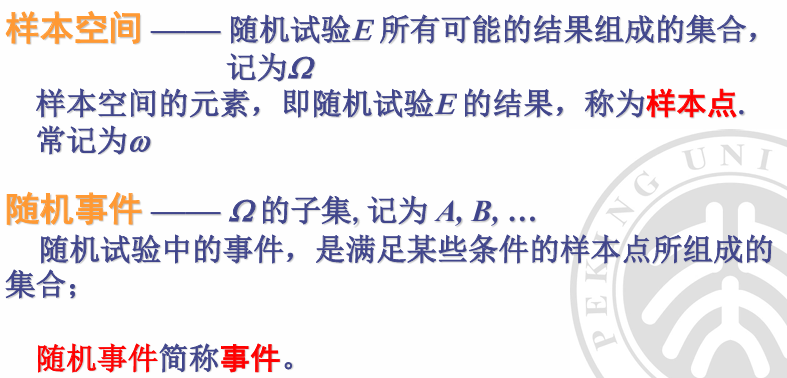 样本空间 —— 随机试验E 所有可能的结果组成的集合，
记为Ω
样本空间的元素，即随机试验E 的结果，称为样本点.
常记为ω
随机事件 —— Ω 的子集, 记为 A, B, …
随机试验中的事件，是满足某些条件的样本点所组成的
集合；
随机事件简称事件。
PEKING UNI